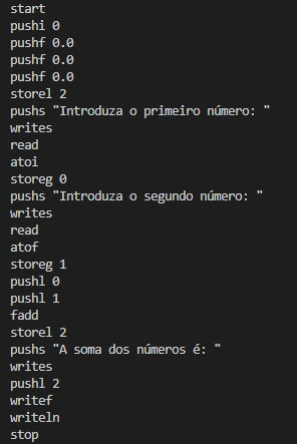 start
pushi 0
pushf 0.0
pushf 0.0
pushf 0.0
storel 2
pushs "Introduza o primeiro número: "
writes
read
atoi
storeg 0
pushs "Introduza o segundo número: "
writes
read
atof
storeg 1
pushl 0
pushl 1
fadd
storel 2
pushs "A soma dos números é: "
writes
pushl 2
writef
writeln
stop